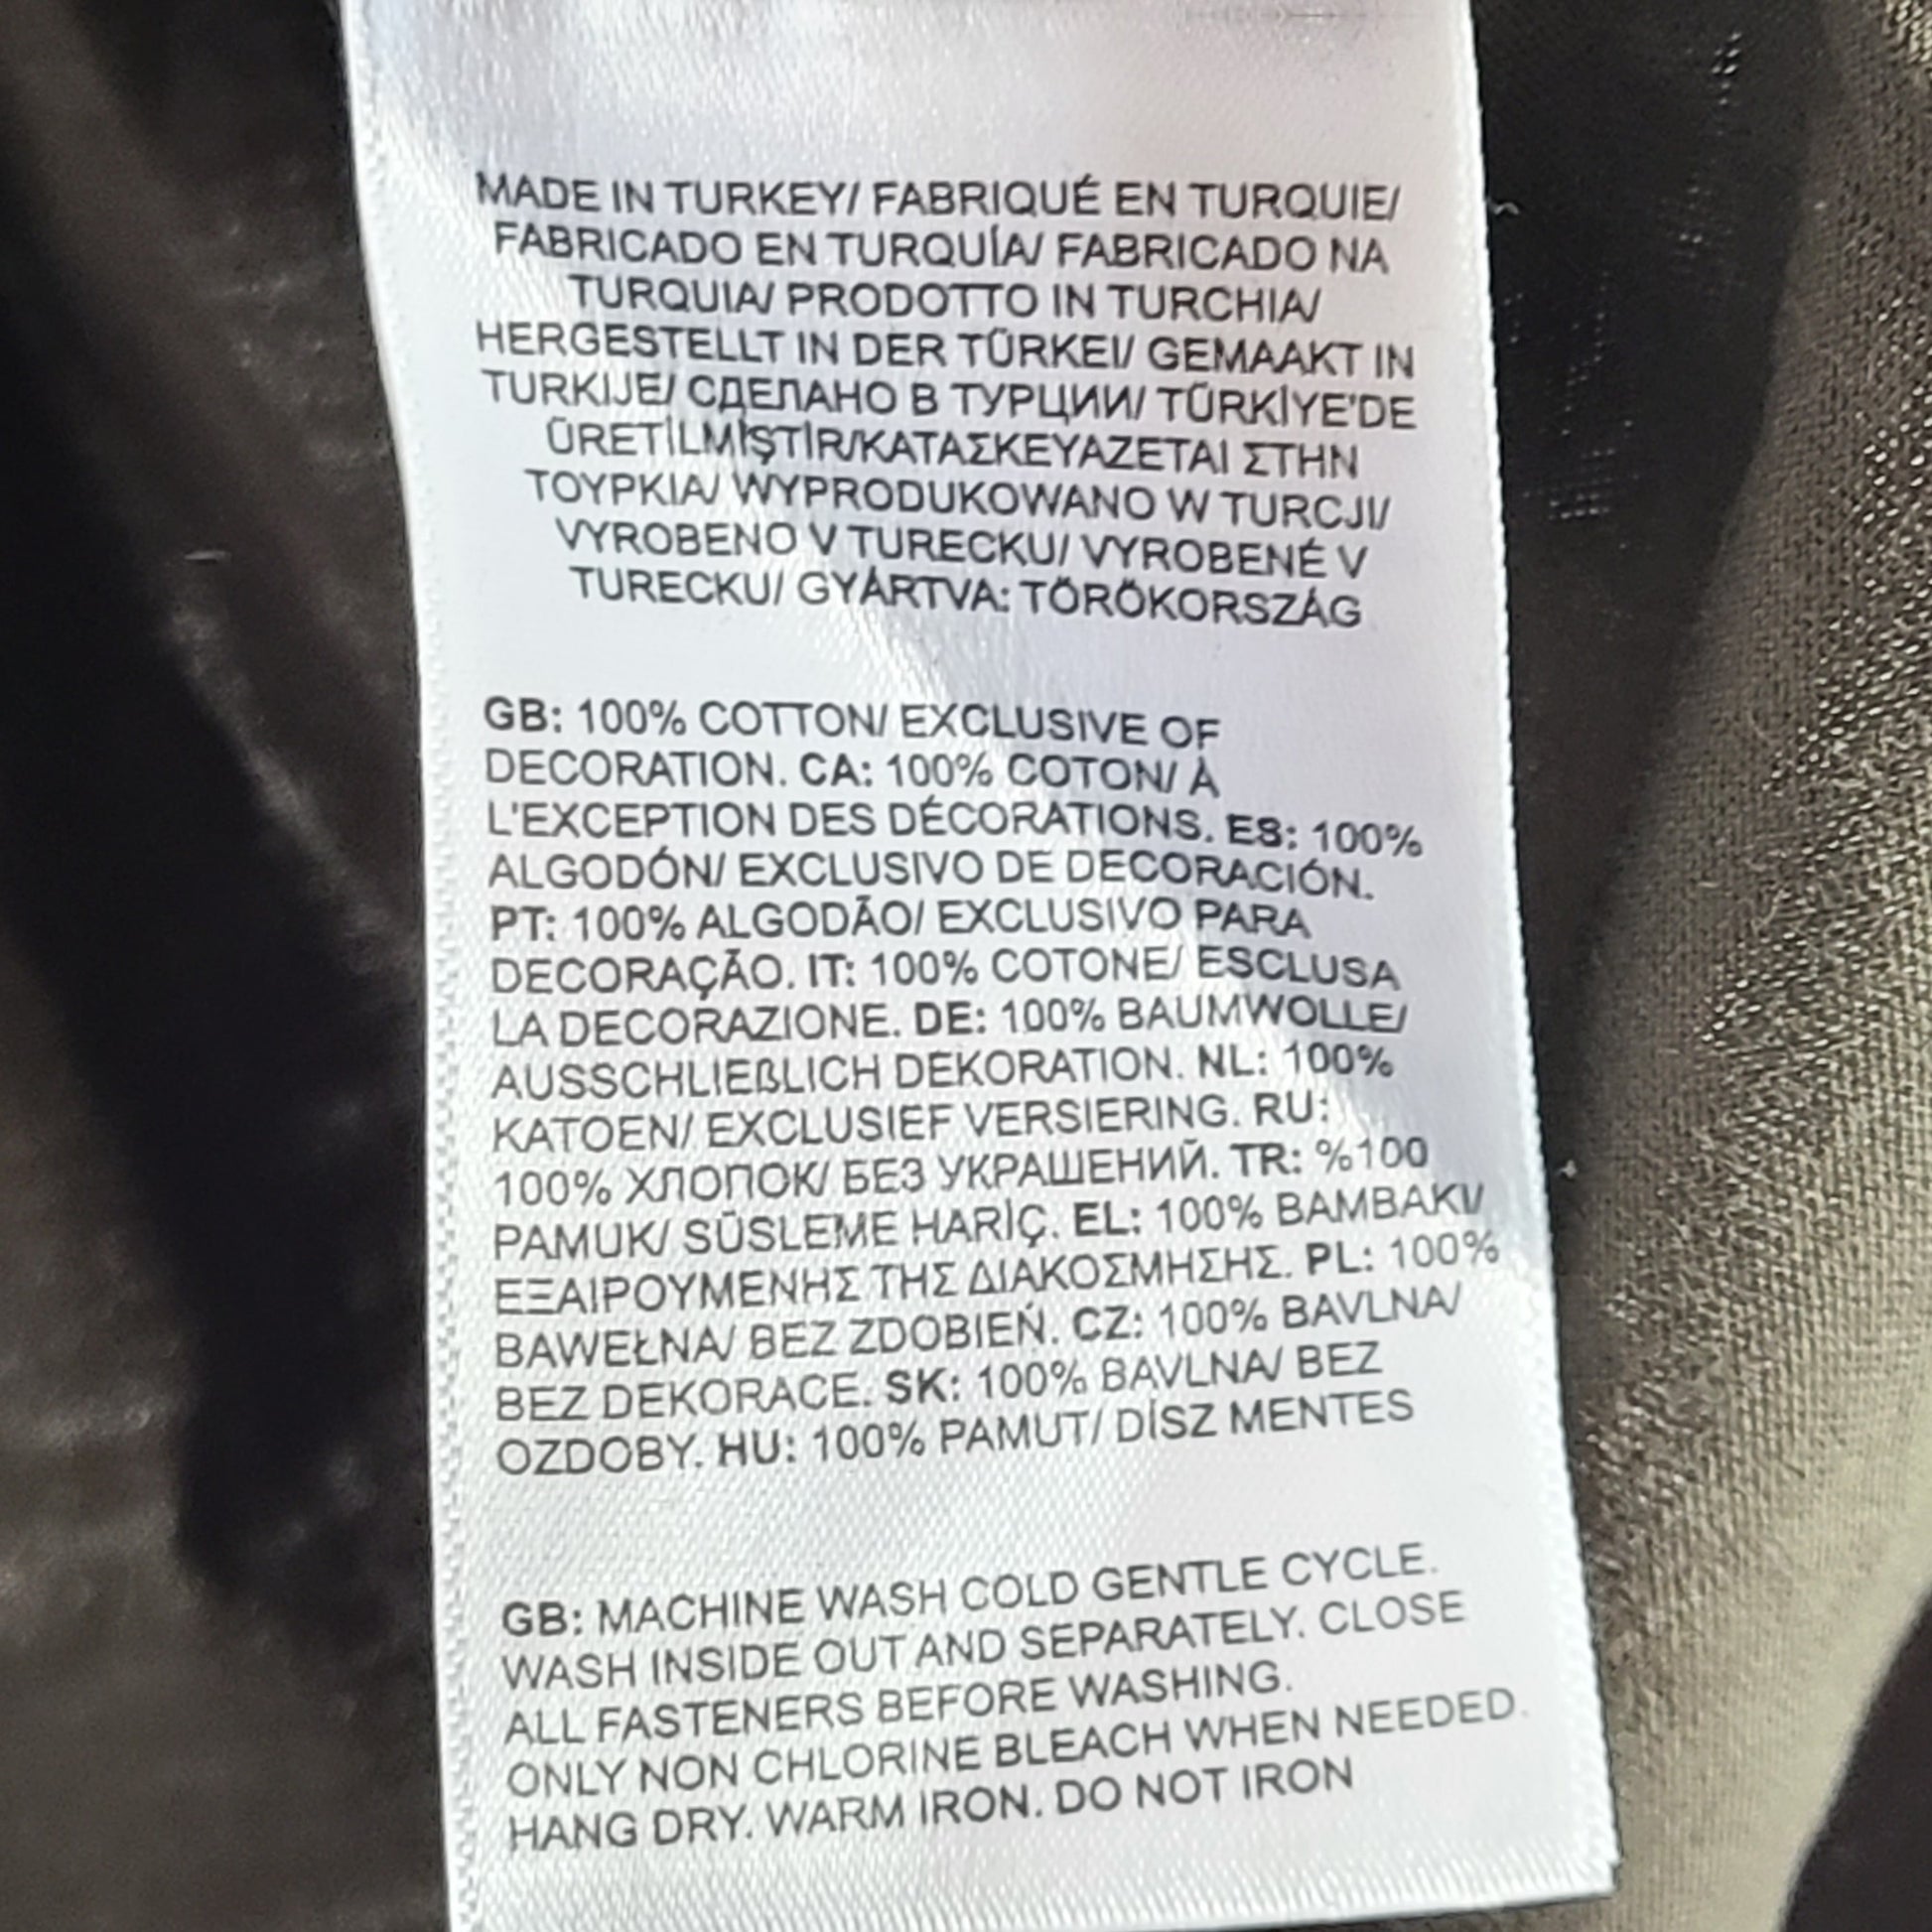 MADE IN TURKEY/ FABRIQUÉ EN TURQUIE/
FABRICADO EN TURQUÍA/ FABRICADO NA
TURQUIA/ PRODOTTO IN TURCHIA/
HERGESTELLT IN DER TÜRKEI/ GEMAAKT IN
TURKIJE/ СДЕЛАНО В ТУРЦИИ/ TÜRKİYE'DE
ÜRETİLMİŞTİR/ΚΑΤΑΣΚΕΥΑΖΕΤΑΙ ΣΤΗΝ
ΤΟΥΡΚΙΑ/ WYPRODUKOWANO W TURCJI/
VYROBENO V TURECKU/ VYROBENÉ V
TURECKU/ GYÁRTVA: TÖRÖKORSZÁG
GB: 100% COTTON/ EXCLUSIVE OF
DECORATION. CA: 100% COTON/ À
L'EXCEPTION DES DÉCORATIONS. ES: 100%
ALGODÓN/ EXCLUSIVO DE DECORACIÓN.
PT: 100% ALGODÃO/ EXCLUSIVO PARA
DECORAÇÃO. IT: 100% COTONE/ ESCLUSA
LA DECORAZIONE. DE: 100% BAUMWOLLE/
AUSSCHLIEßLICH DEKORATION. NL: 100%
KATOEN/ EXCLUSIEF VERSIERING. RU:
100% ХЛОПОК/ БЕЗ УКРАШЕНИЙ. TR: %100
PAMUK/ SÜSLEME HARİÇ. EL: 100% ΒΑΜΒΑΚΙ/
ΕΞΑΙΡΟΥΜΕΝΗΣ ΤΗΣ ΔΙΑΚΟΣΜΗΣΗΣ. PL: 100%
BAWEŁNA/ BEZ ZDOBIEŃ. CZ: 100% BAVLNA/
BEZ DEKORACE. SK: 100% BAVLNA/ BEZ
OZDOBY. HU: 100% PAMUT/ DÍSZ MENTES
GB: MACHINE WASH COLD GENTLE CYCLE.
WASH INSIDE OUT AND SEPARATELY. CLOSE
ALL FASTENERS BEFORE WASHING.
ONLY NON CHLORINE BLEACH WHEN NEEDED.
HANG DRY. WARM IRON. DO NOT IRON